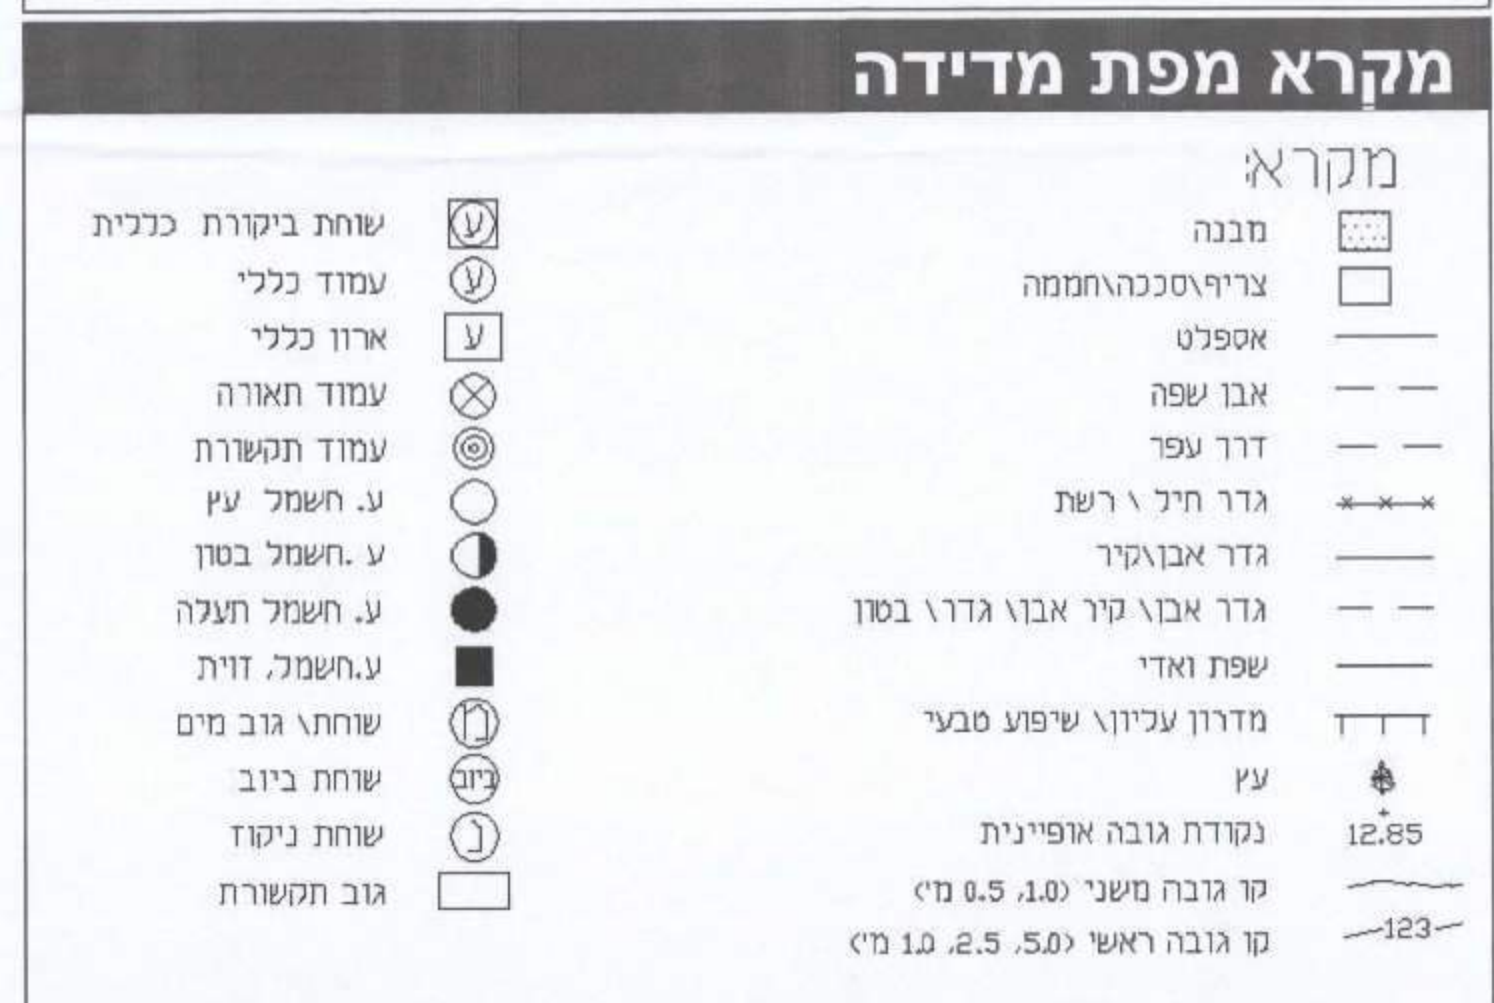 מקרא מפת מדידה
מקרא:
מבנה
צריף\סככה\חממה
אספלט
אבן שפה
דרך עפר
גדר חיל \ רשת
גדר אבן\קיר
גדר אבן\ קיר אבן\ גדר\ בטון
שפת ואדי
מדרון עליון\ שיפוע טבעי
עץ
12.85 נקודת גובה אופיינית
קו גובה משני (1.0, 0.5 מ')
123 קו גובה ראשי (5.0, 2.5, 1.0 מ')
ע שוחת ביקורת כללית
ע עמוד כללי
ע ארון כללי
עמוד תאורה
עמוד תקשורת
ע. חשמל עץ
ע .חשמל בטון
ע. חשמל תעלה
ע.חשמל, זוית
מ שוחת\ גוב מים
ביוב שוחת ביוב
נ שוחת ניקוז
גוב תקשורת